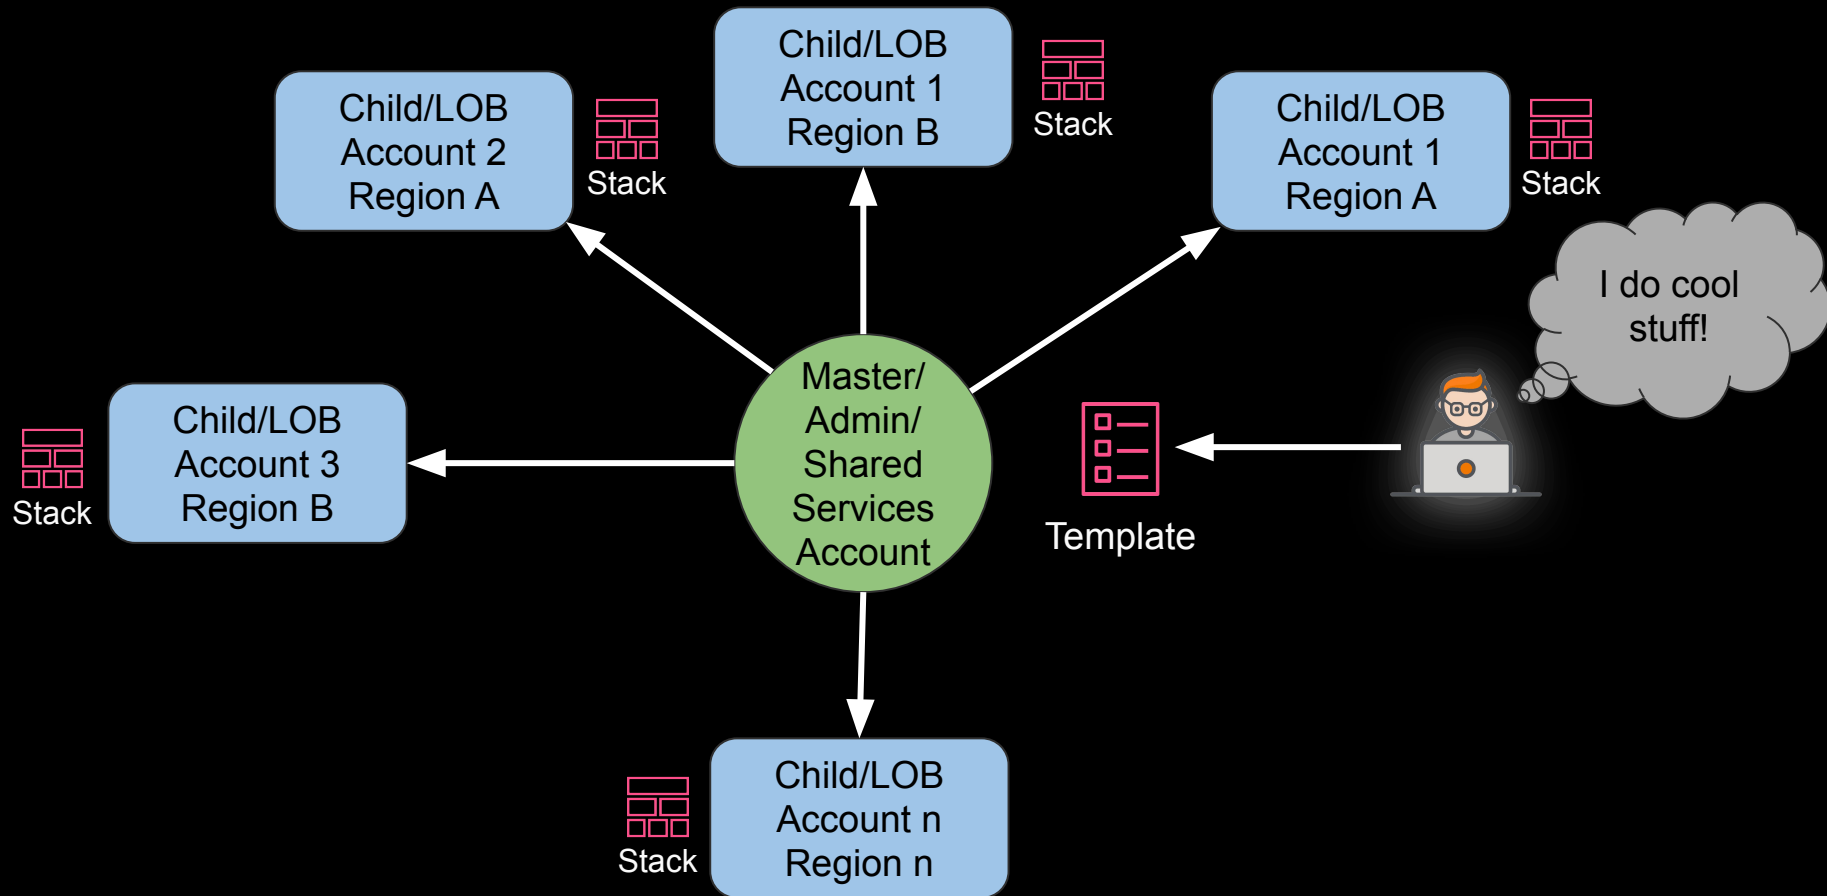 Child/LOB
Account 1
Region B
Stack
Child/LOB
Account 2
Region A
Stack
Child/LOB
Account 1
Region A
Stack
I do cool
stuff!
Master/
Admin/
Shared
Services
Account
Child/LOB
Account 3
Region B
Stack
Template
Child/LOB
Account n
Region n
Stack